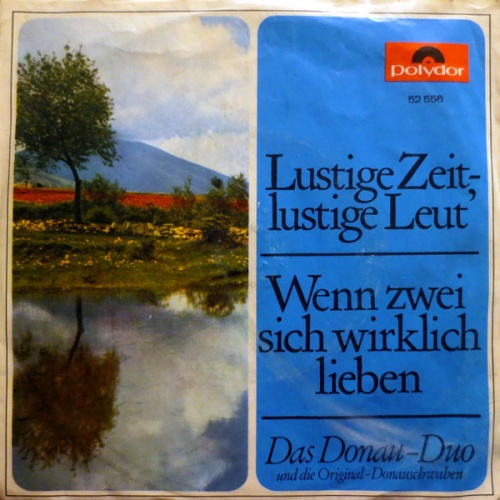 polydor
52 556
Lustige Zeit,
lustige Leut
Wenn zwei
sich wirklich
lieben
Das Donau-Duo
und die Original-Donauschwaben